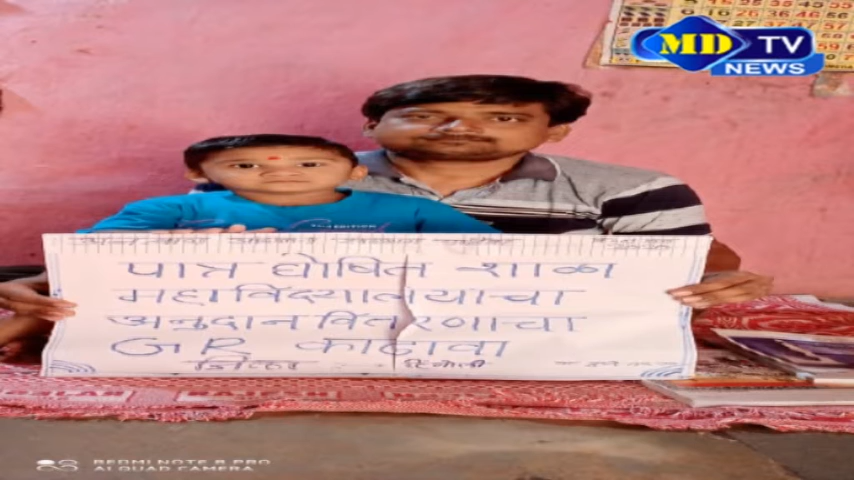 MD TV
NEWS
पात्र घोषित शाळा
महाविद्यालयाचा
अनुदान वितरणाचा
GR काढावा
जिल्हा हिंगोली
REDMI NOTE 8 PRO
AI QUAD CAMERA